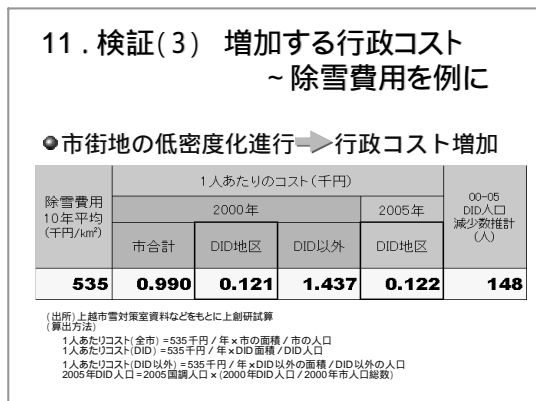 11．検証(3)　増加する行政コスト
~除雪費用を例に
市街地の低密度化進行 行政コスト増加
除雪費用
10年平均
(千円/km²)
1人あたりのコスト(千円)
2000年
2005年
市合計
DID地区
DID以外
DID地区
00-05
DID人口
減少数推計
(人)
535 0.990 0.121 1.437 0.122 148
(出所)上越市雪対策室資料などをもとに上創研試算
(算出方法)
1人あたりコスト(全市)=535千円/年×市の面積/市の人口
1人あたりコスト(DID)=535千円/年×DID面積/DID人口
1人あたりコスト(DID以外)=535千円/年×DID以外の面積/DID以外の人口
2005年DID人口=2005国調人口×(2000年DID人口/2000年市人口総数)